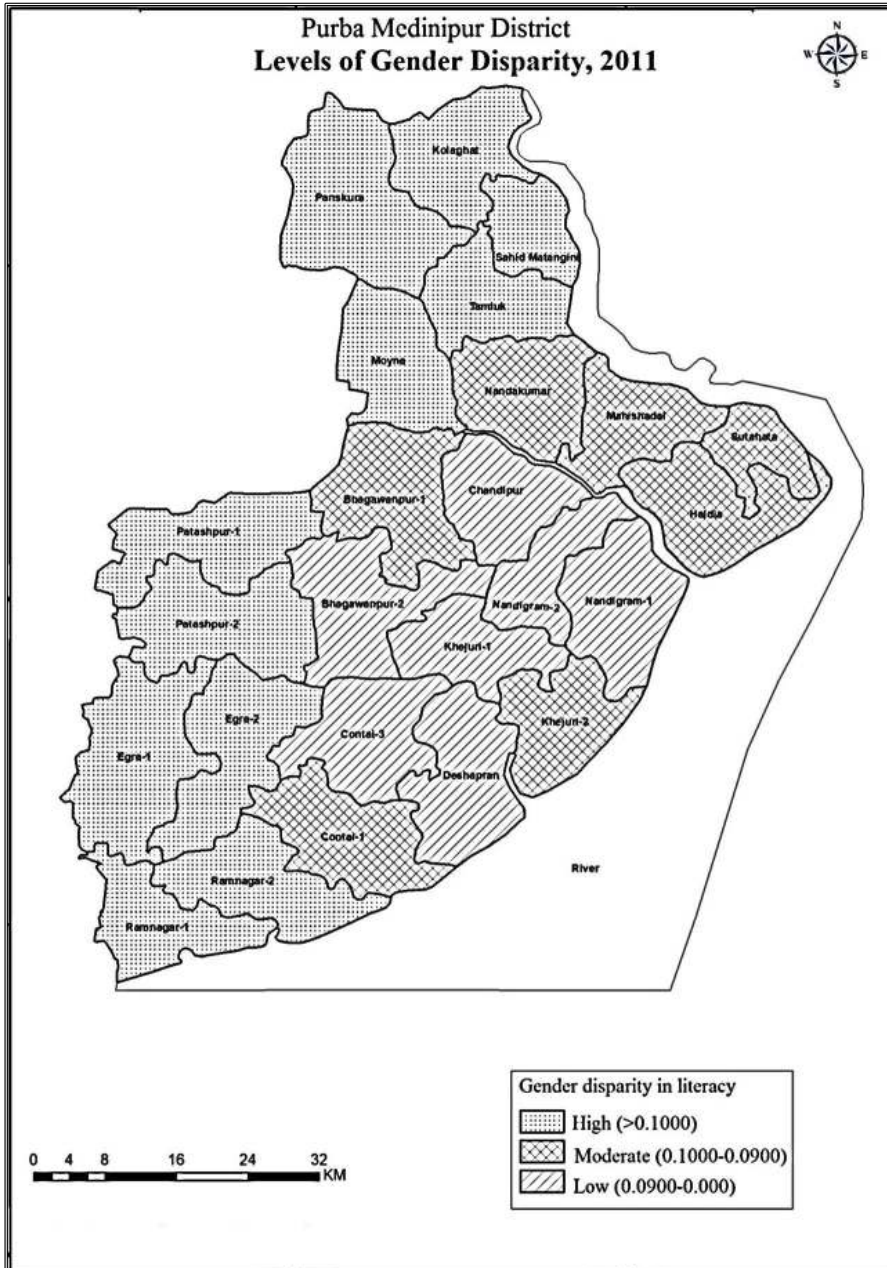 Purba Medinipur District
Levels of Gender Disparity, 2011
N
W E
S
Kolaghat
Panskura
Sahid Matangini
Tamluk
Moyna
Nandakumar
Mahishadal
Sutahata
Haldia
Chandipur
Bhagawanpur-1
Patashpur-1
Bhagawanpur-2
Nandigram-2
Nandigram-1
Patashpur-2
Khejuri-1
Egra-2
Khejuri-2
Contai-3
Egra-1
Deshapran
Contai-1
River
Ramnagar-2
Ramnagar-1
Gender disparity in literacy
High (>0.1000)
Moderate (0.1000-0.0900)
Low (0.0900-0.000)
0 4 8 16 24 32
KM